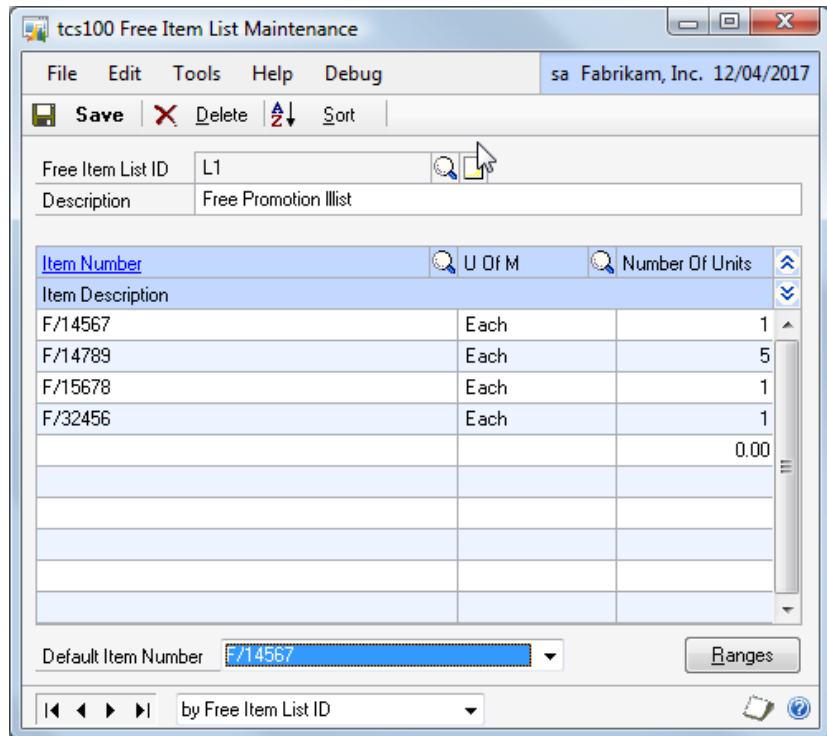 tcs100 Free Item List Maintenance
File Edit Tools Help Debug sa Fabrikam, Inc. 12/04/2017
Save Delete Sort
Free Item List ID L1
Description Free Promotion Illist
Item Number U Of M Number Of Units
Item Description
F/14567 Each 1
F/14789 Each 5
F/15678 Each 1
F/32456 Each 1
0.00
Default Item Number F/14567 Ranges
by Free Item List ID